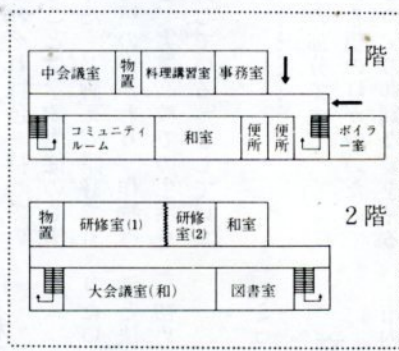 1階
中会議室
物置
料理講習室
事務室
コミュニティ
ルーム
和室
便所
便所
ボイラ
ー室
2階
物置
研修室(1)
研修
室(2)
和室
大会議室(和)
図書室